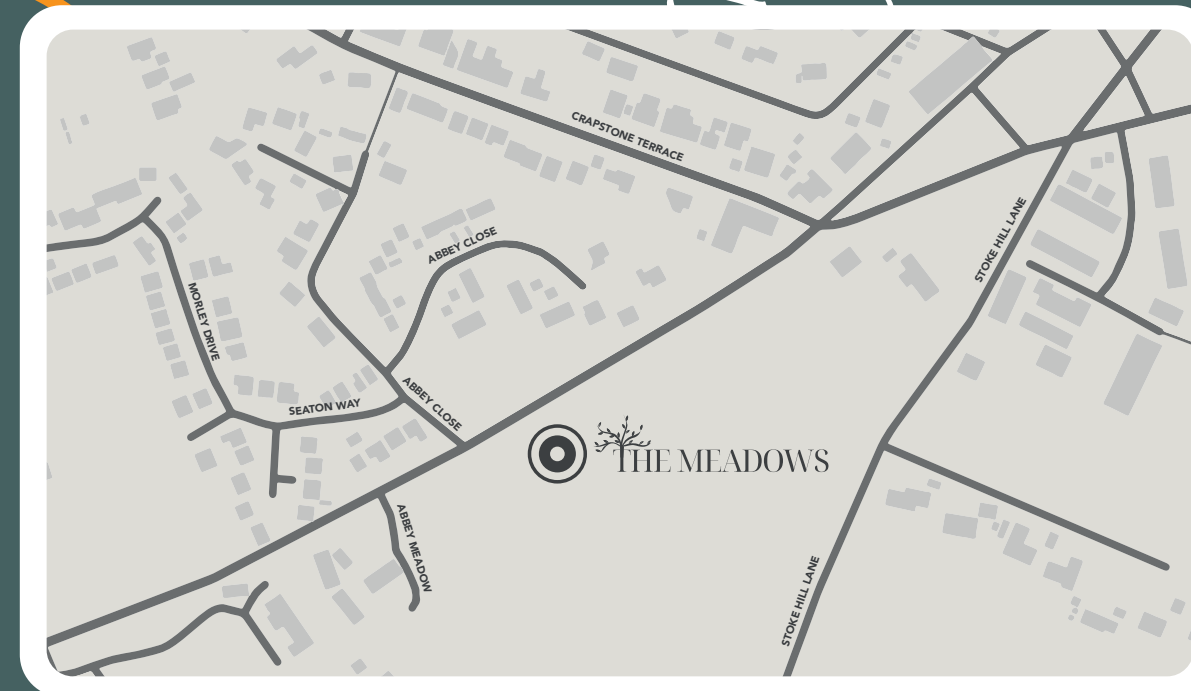 CRAPSTONE TERRACE
STOKE HILL LANE
ABBEY CLOSE
MORLEY DRIVE
SEATON WAY
ABBEY CLOSE
THE MEADOWS
ABBEY MEADOW
STOKE HILL LANE